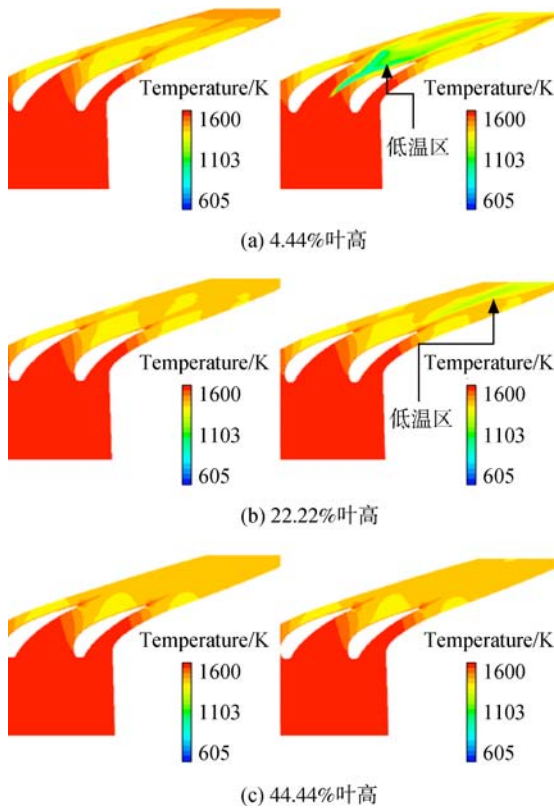 Temperature/K
1600
1103
605
Temperature/K
1600
1103
605
低温区
(a) 4.44%叶高
Temperature/K
1600
1103
605
Temperature/K
1600
1103
605
低温区
(b) 22.22%叶高
Temperature/K
1600
1103
605
Temperature/K
1600
1103
605
(c) 44.44%叶高